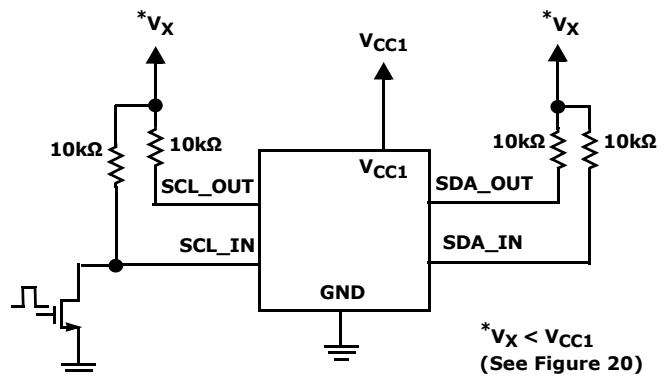 *VX
VCC1
*VX
10kΩ
10kΩ
10kΩ
10kΩ
VCC1
SCL_OUT
SDA_OUT
SCL_IN
SDA_IN
GND
*VX < VCC1
(See Figure 20)